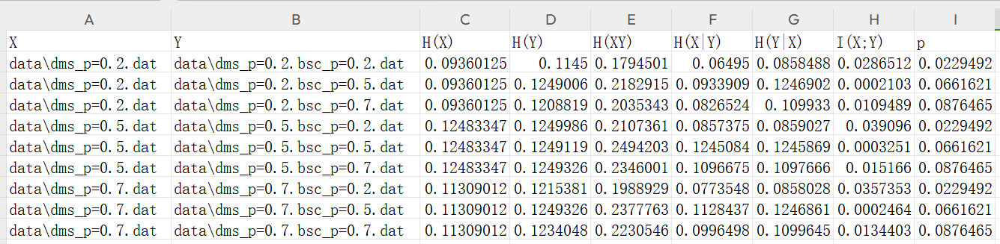 A B C D E F G H I
X Y H(X) H(Y) H(XY) H(X|Y) H(Y|X) I(X;Y) p
data\dms_p=0.2.dat data\dms_p=0.2.bsc_p=0.2.dat 0.09360125 0.1145 0.1794501 0.06495 0.0858488 0.0286512 0.0229492
data\dms_p=0.2.dat data\dms_p=0.2.bsc_p=0.5.dat 0.09360125 0.1249006 0.2182915 0.0933909 0.1246902 0.0002103 0.0661621
data\dms_p=0.2.dat data\dms_p=0.2.bsc_p=0.7.dat 0.09360125 0.1208819 0.2035343 0.0826524 0.109933 0.0109489 0.0876465
data\dms_p=0.5.dat data\dms_p=0.5.bsc_p=0.2.dat 0.12483347 0.1249986 0.2107361 0.0857375 0.0859027 0.039096 0.0229492
data\dms_p=0.5.dat data\dms_p=0.5.bsc_p=0.5.dat 0.12483347 0.1249119 0.2494203 0.1245084 0.1245869 0.0003251 0.0661621
data\dms_p=0.5.dat data\dms_p=0.5.bsc_p=0.7.dat 0.12483347 0.1249326 0.2346001 0.1096675 0.1097666 0.015166 0.0876465
data\dms_p=0.7.dat data\dms_p=0.7.bsc_p=0.2.dat 0.11309012 0.1215381 0.1988929 0.0773548 0.0858028 0.0357353 0.0229492
data\dms_p=0.7.dat data\dms_p=0.7.bsc_p=0.5.dat 0.11309012 0.1249326 0.2377763 0.1128437 0.1246861 0.0002464 0.0661621
data\dms_p=0.7.dat data\dms_p=0.7.bsc_p=0.7.dat 0.11309012 0.1234048 0.2230546 0.0996498 0.1099645 0.0134403 0.0876465